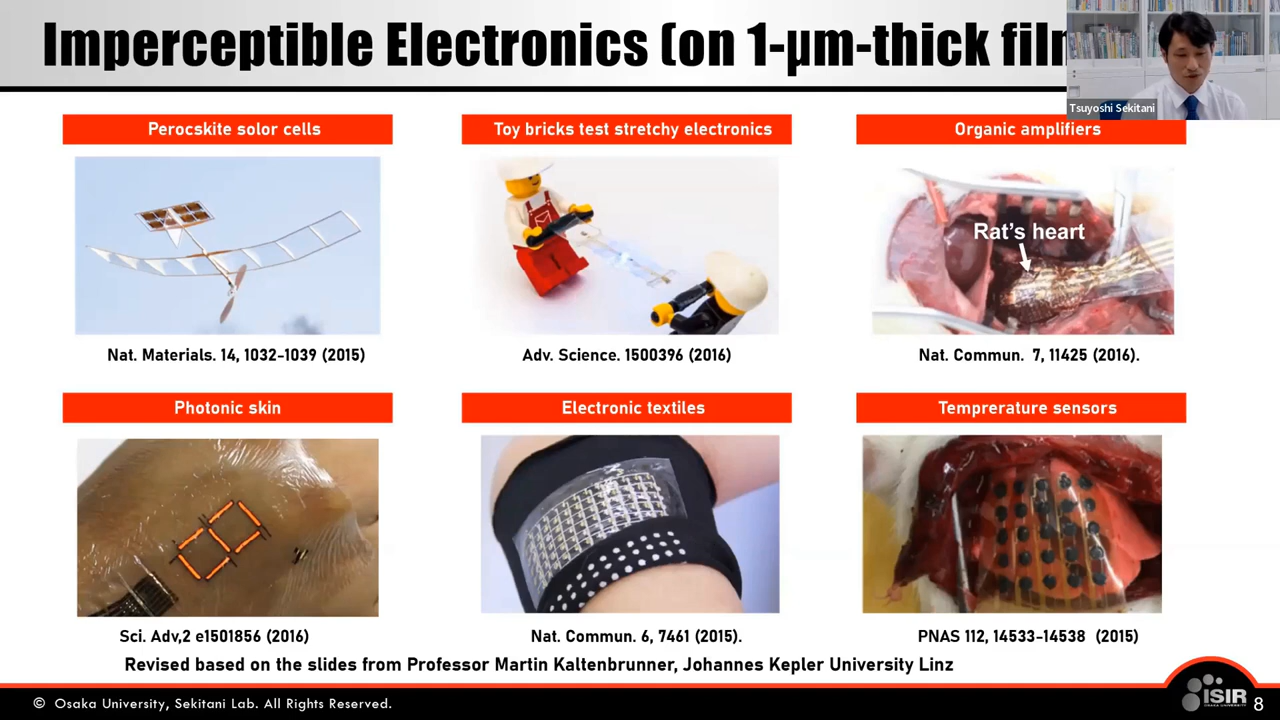 Imperceptible Electronics (on 1-µm-thick film
Tsuyoshi Sekitani
Perocskite solor cells
Toy bricks test stretchy electronics
Organic amplifiers
Rat's heart
Nat. Materials. 14, 1032-1039 (2015)
Adv. Science. 1500396 (2016)
Nat. Commun. 7, 11425 (2016).
Photonic skin
Electronic textiles
Temprerature sensors
Sci. Adv,2 e1501856 (2016)
Nat. Commun. 6, 7461 (2015).
PNAS 112, 14533-14538 (2015)
Revised based on the slides from Professor Martin Kaltenbrunner, Johannes Kepler University Linz
© Osaka University, Sekitani Lab. All Rights Reserved.
ISIR
OSAKA UNIVERSITY
8